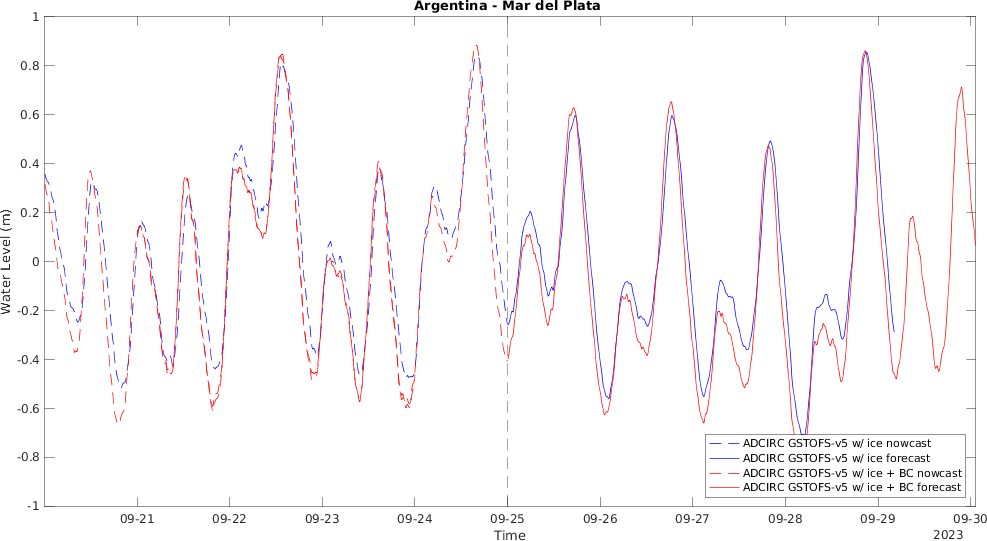 Argentina - Mar del Plata
1
0.8
0.6
0.4
0.2
0
-0.2
-0.4
-0.6
-0.8
-1
Water Level (m)
ADCIRC GSTOFS-v5 w/ ice nowcast
ADCIRC GSTOFS-v5 w/ ice forecast
ADCIRC GSTOFS-v5 w/ ice + BC nowcast
ADCIRC GSTOFS-v5 w/ ice + BC forecast
09-21 09-22 09-23 09-24 09-25 09-26 09-27 09-28 09-29 09-30
Time
2023